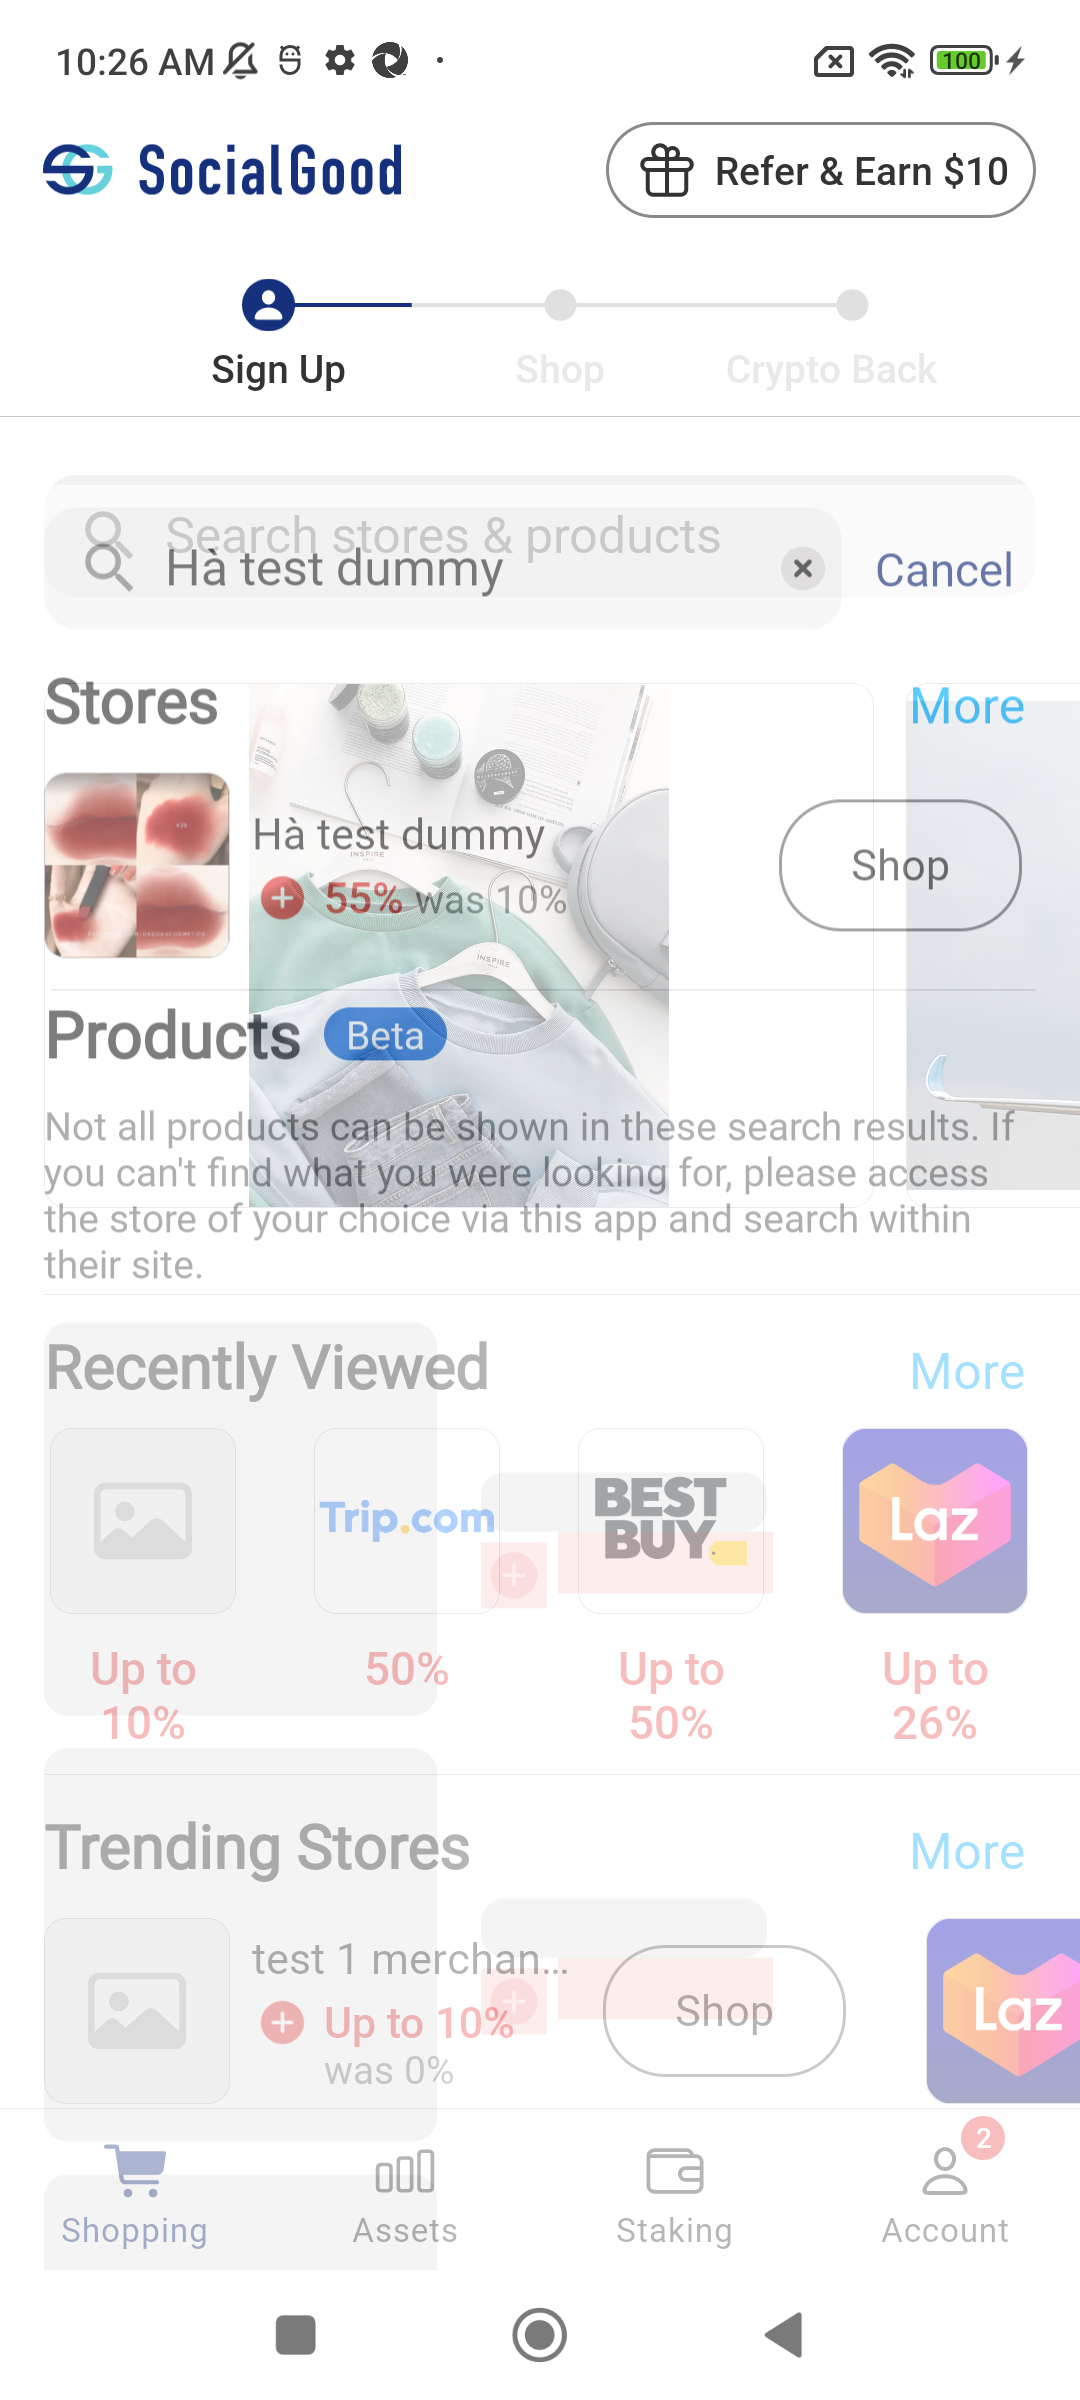 10:26 AM
100
SocialGood
Refer & Earn $10
Sign Up
Shop
Crypto Back
Search stores & products
Hà test dummy
Cancel
Stores
More
Hà test dummy
55% was 10%
Shop
INSPIRE
INSPIRE
Products
Beta
Not all products can be shown in these search results. If
you can't find what you were looking for, please access
the store of your choice via this app and search within
their site.
Recently Viewed
More
Trip.com
BEST
BUY
Laz
Up to
10%
50%
Up to
50%
Up to
26%
Trending Stores
More
test 1 merchan...
Up to 10%
was 0%
Shop
Laz
2
Shopping
Assets
Staking
Account